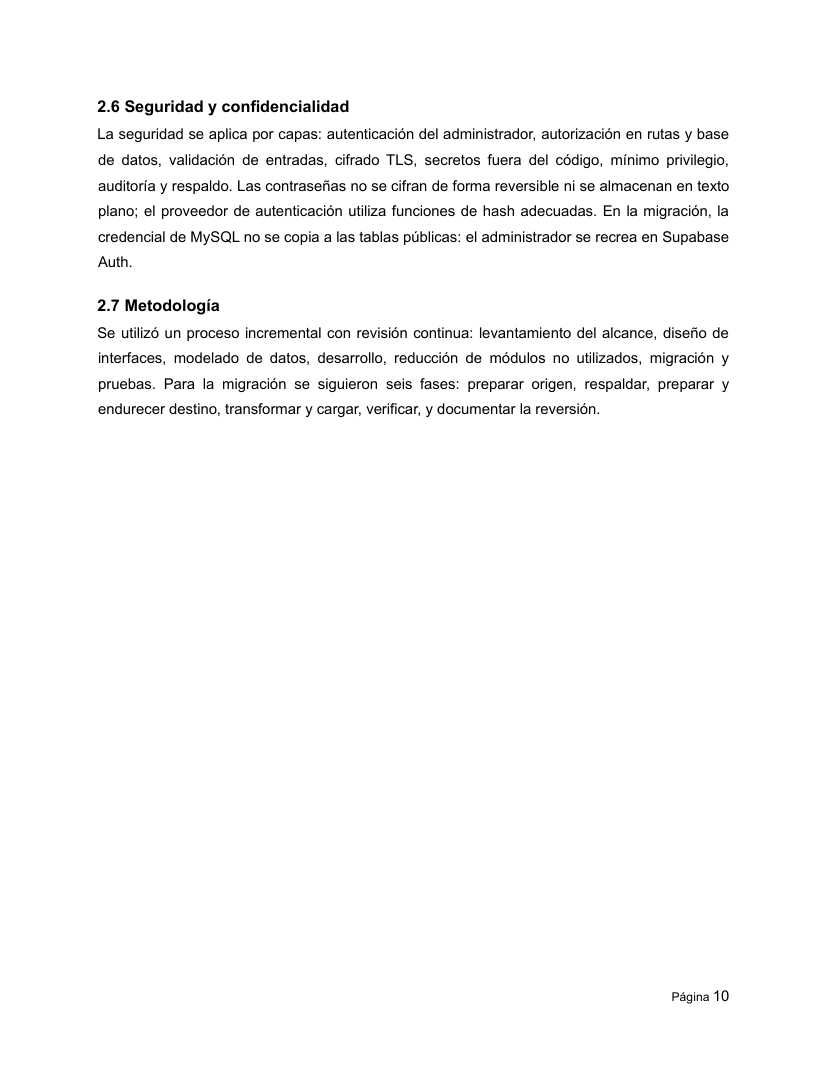 2.6 Seguridad y confidencialidad
La seguridad se aplica por capas: autenticación del administrador, autorización en rutas y base
de datos, validación de entradas, cifrado TLS, secretos fuera del código, mínimo privilegio,
auditoría y respaldo. Las contraseñas no se cifran de forma reversible ni se almacenan en texto
plano; el proveedor de autenticación utiliza funciones de hash adecuadas. En la migración, la
credencial de MySQL no se copia a las tablas públicas: el administrador se recrea en Supabase
Auth.
2.7 Metodología
Se utilizó un proceso incremental con revisión continua: levantamiento del alcance, diseño de
interfaces, modelado de datos, desarrollo, reducción de módulos no utilizados, migración y
pruebas. Para la migración se siguieron seis fases: preparar origen, respaldar, preparar y
endurecer destino, transformar y cargar, verificar, y documentar la reversión.
Página 10